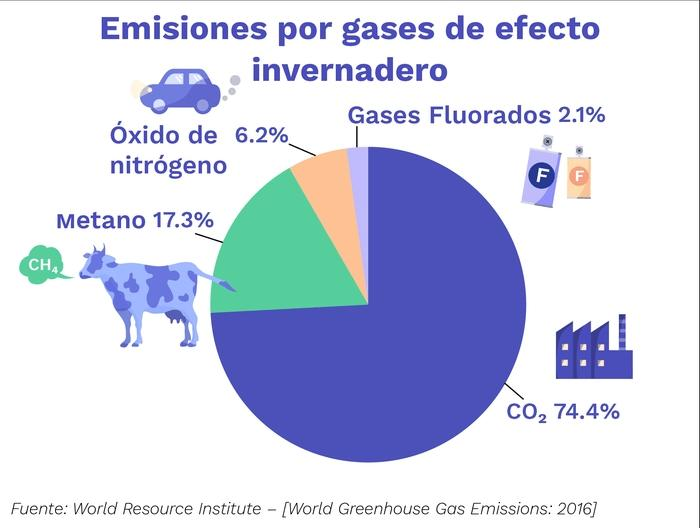 Emisiones por gases de efecto
invernadero
Gases Fluorados 2.1%
Óxido de 6.2%
nitrógeno
Metano 17.3%
CH₄
F
F
CO₂ 74.4%
Fuente: World Resource Institute – [World Greenhouse Gas Emissions: 2016]